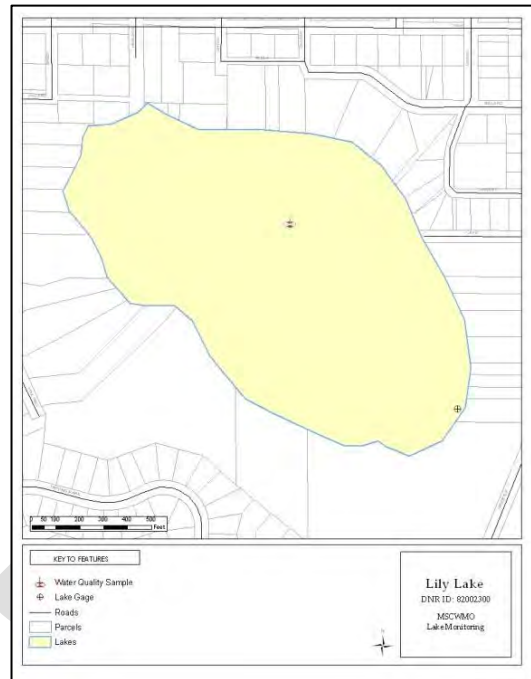 0 50 100 200 300 400 500
Feet
KEY TO FEATURES
Water Quality Sample
Lake Gage
Roads
Parcels
Lakes
N
Lily Lake
DNR ID: 82002300
MSCWMO
Lake Monitoring